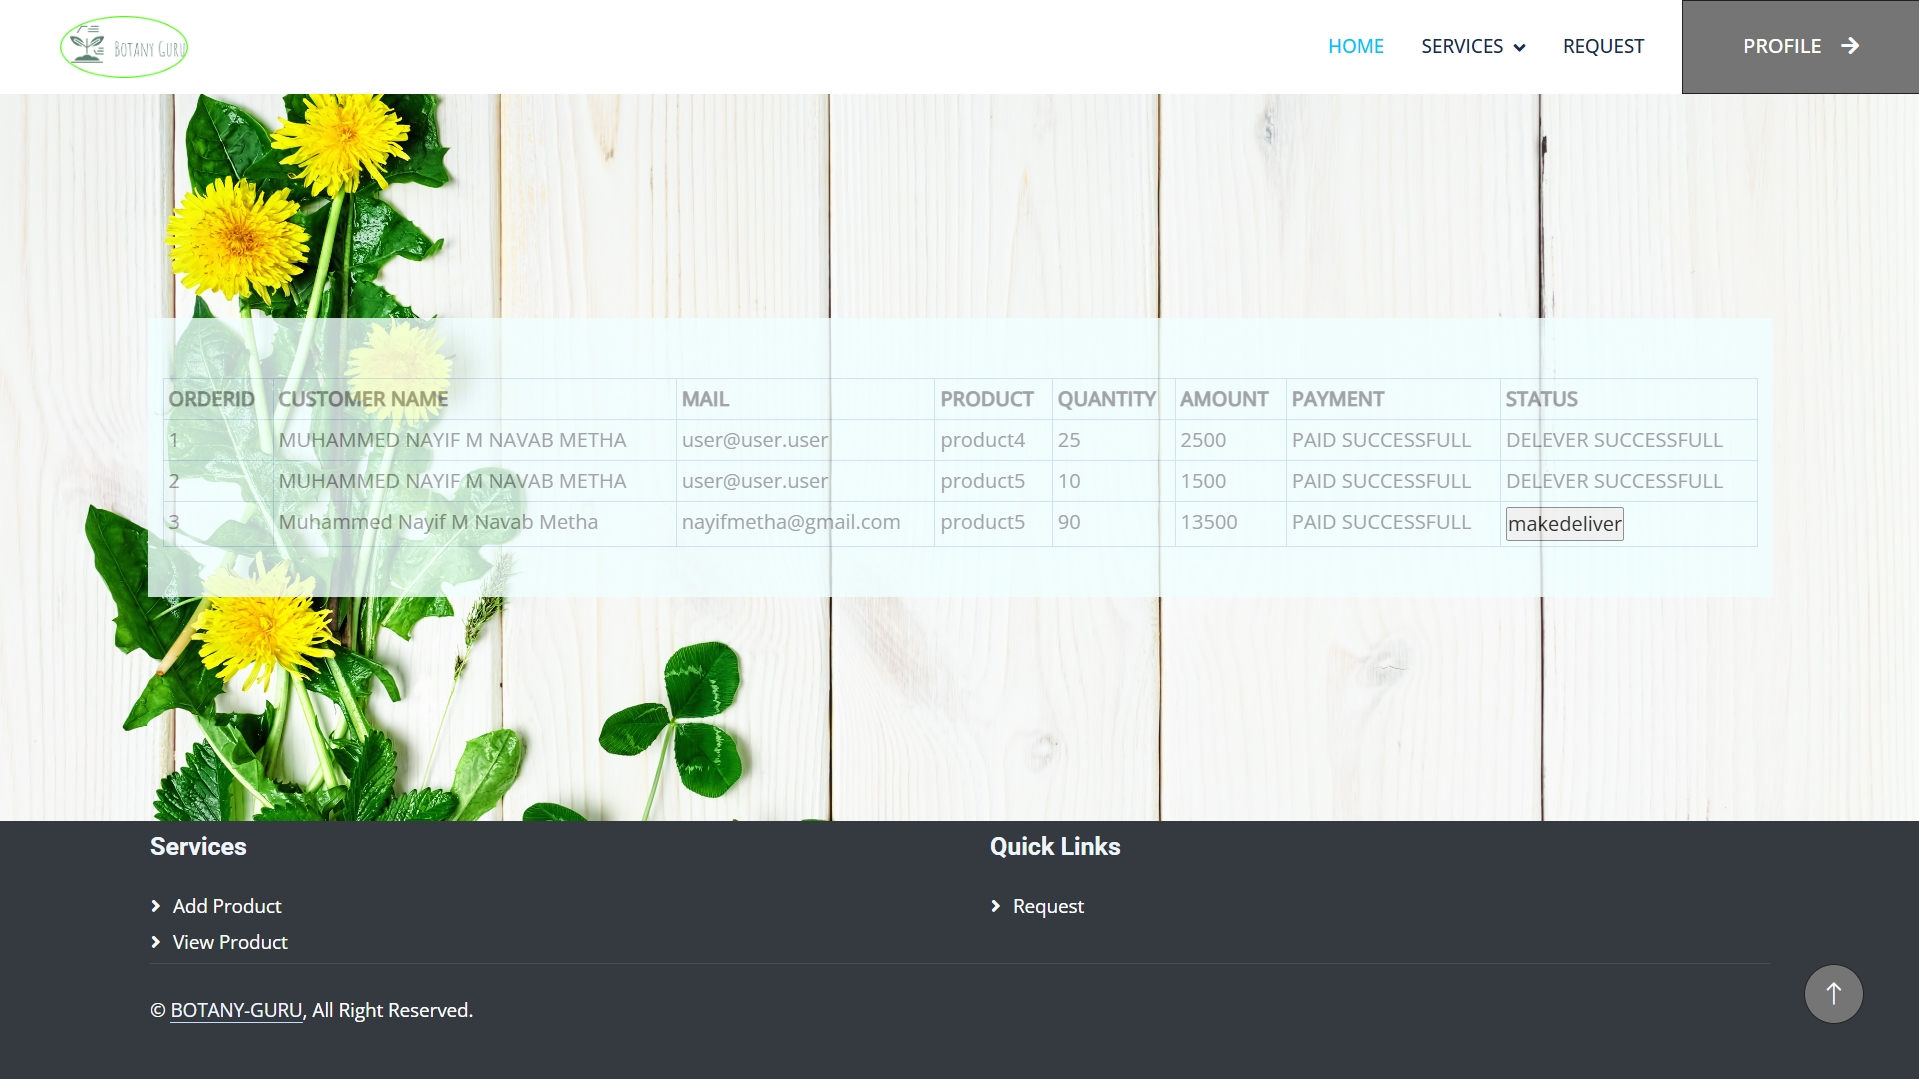 BOTANY GURU
HOME SERVICES REQUEST PROFILE
ORDERID CUSTOMER NAME MAIL PRODUCT QUANTITY AMOUNT PAYMENT STATUS
1 MUHAMMED NAYIF M NAVAB METHA user@user.user product4 25 2500 PAID SUCCESSFULL DELEVER SUCCESSFULL
2 MUHAMMED NAYIF M NAVAB METHA user@user.user product5 10 1500 PAID SUCCESSFULL DELEVER SUCCESSFULL
3 Muhammed Nayif M Navab Metha nayifmetha@gmail.com product5 90 13500 PAID SUCCESSFULL makedeliver
Services
Add Product
View Product
Quick Links
Request
© BOTANY-GURU, All Right Reserved.